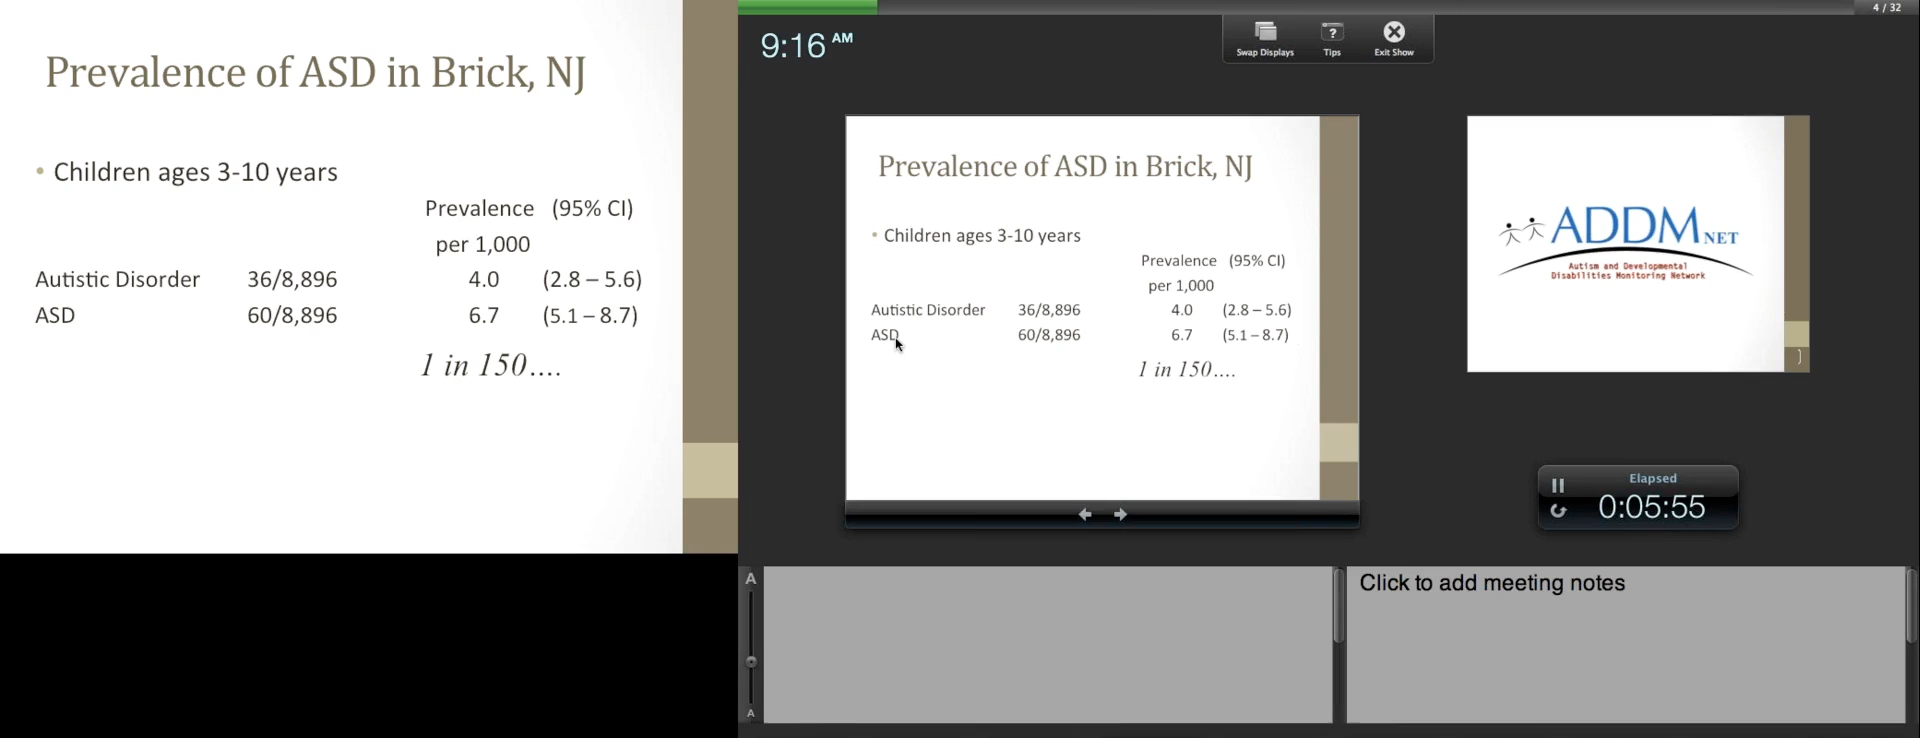 Prevalence of ASD in Brick, NJ
• Children ages 3-10 years
Prevalence (95% CI)
per 1,000
Autistic Disorder 36/8,896 4.0 (2.8 – 5.6)
ASD 60/8,896 6.7 (5.1 – 8.7)
1 in 150....
4 / 32
9:16 AM
Swap Displays
? Tips
Exit Show
Prevalence of ASD in Brick, NJ
• Children ages 3-10 years
Prevalence (95% CI)
per 1,000
Autistic Disorder 36/8,896 4.0 (2.8 – 5.6)
ASD 60/8,896 6.7 (5.1 – 8.7)
1 in 150....
ADDM NET
Autism and Developmental
Disabilities Monitoring Network
Elapsed
0:05:55
A
A
Click to add meeting notes